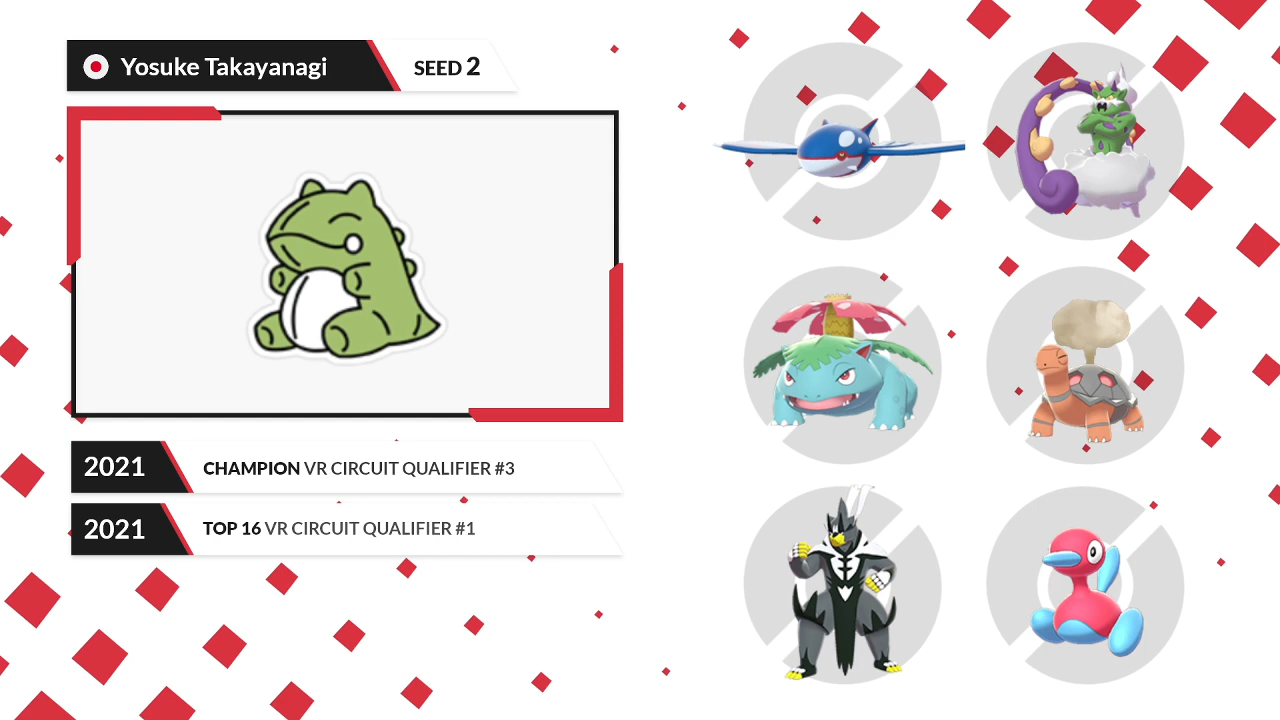 Yosuke Takayanagi
SEED 2
2021
CHAMPION VR CIRCUIT QUALIFIER #3
2021
TOP 16 VR CIRCUIT QUALIFIER #1